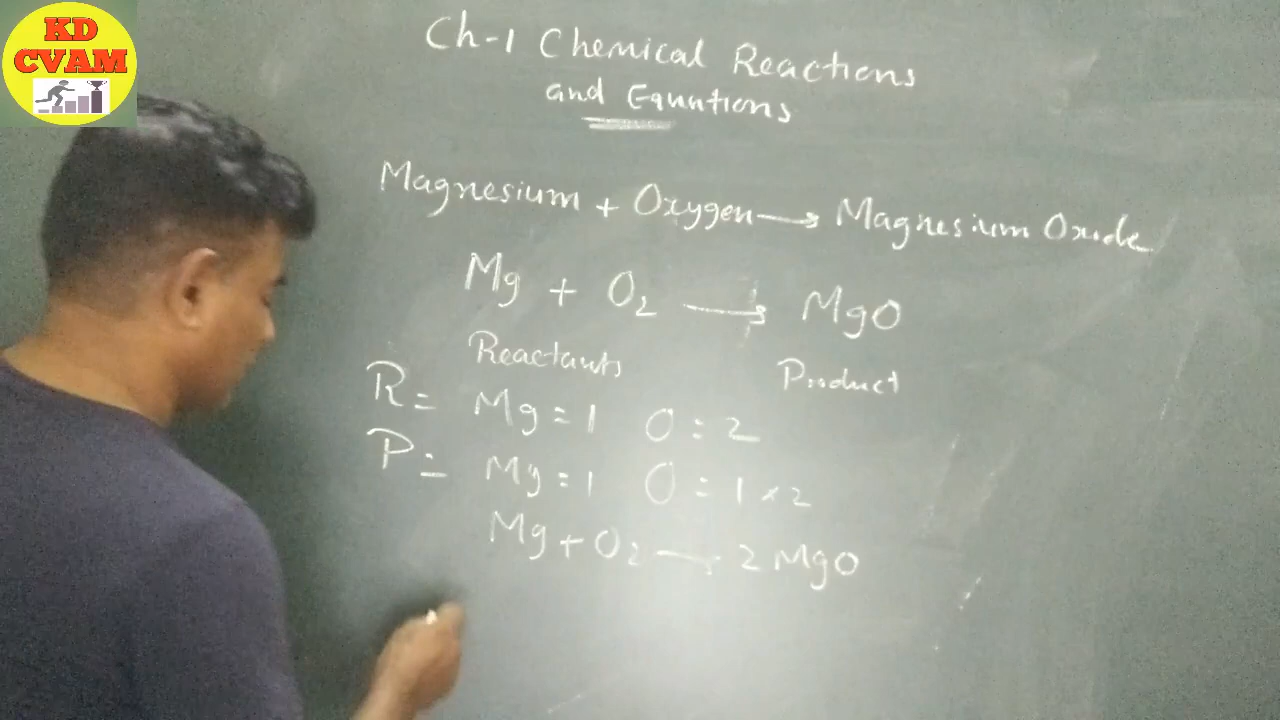 KD
CVAM
Ch-1 Chemical Reactions
and Equations
Magnesium + Oxygen → Magnesium Oxide
Mg + O₂ → MgO
Reactants Product
R = Mg = 1 O = 2
P = Mg = 1 O = 1 × 2
Mg + O₂ → 2 MgO